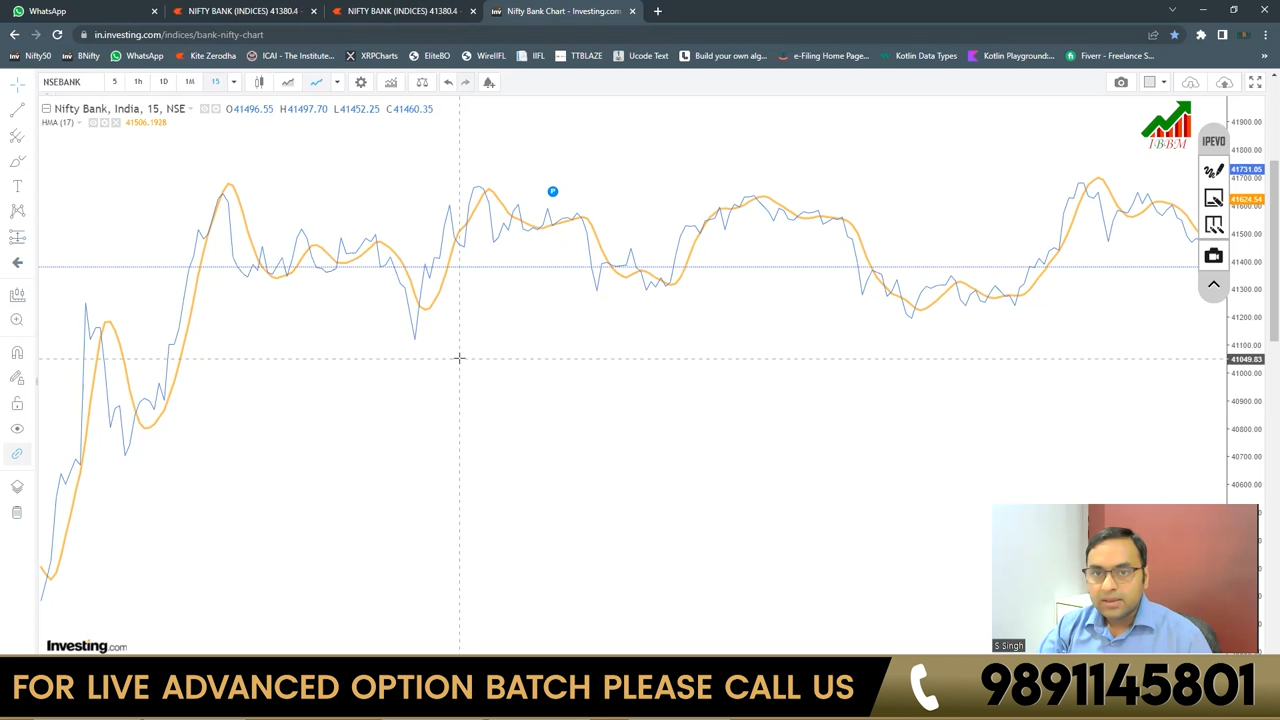 WhatsApp
NIFTY BANK (INDICES) 41380.4
NIFTY BANK (INDICES) 41380.4
Nifty Bank Chart - Investing.com
in.investing.com/indices/bank-nifty-chart
Nifty50 BNifty WhatsApp Kite Zerodha ICAI - The Institute... XRPCharts EliteBO WireIFL IIFL TTBLAZE Ucode Text Build your own alg... e-Filing Home Page... Kotlin Data Types Kotlin Playground:... Fiverr - Freelance S...
NSEBANK 5 1h 1D 1M 15
Nifty Bank, India, 15, NSE O41496.55 H41497.70 L41452.25 C41460.35
HMA (17) 41506.1928
I·B·B·M
IPEVO
P
41900.00
41800.00
41731.05
41700.00
41624.54
41600.00
41500.00
41400.00
41300.00
41200.00
41100.00
41049.83
41000.00
40900.00
40800.00
40700.00
40600.00
Investing.com
S Singh
FOR LIVE ADVANCED OPTION BATCH PLEASE CALL US 9891145801